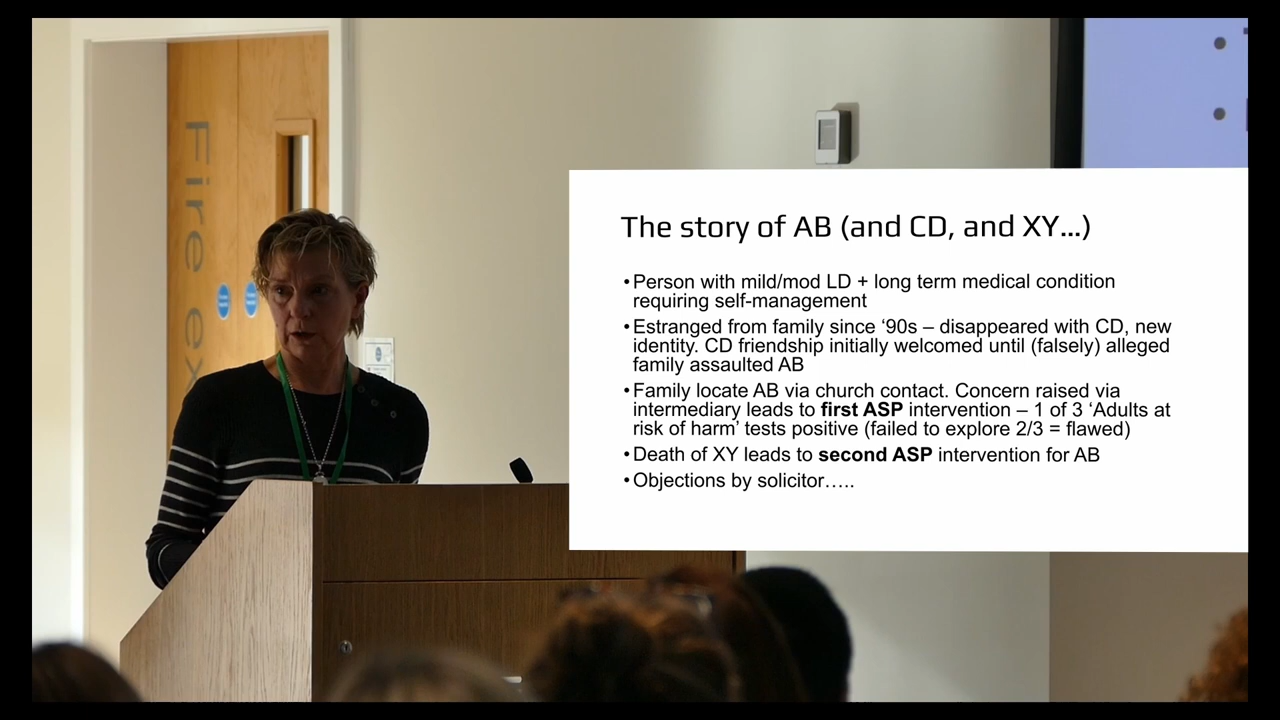 Fire ex
The story of AB (and CD, and XY...)
•Person with mild/mod LD + long term medical condition
requiring self-management
•Estranged from family since ‘90s – disappeared with CD, new
identity. CD friendship initially welcomed until (falsely) alleged
family assaulted AB
•Family locate AB via church contact. Concern raised via
intermediary leads to first ASP intervention – 1 of 3 ‘Adults at
risk of harm’ tests positive (failed to explore 2/3 = flawed)
•Death of XY leads to second ASP intervention for AB
•Objections by solicitor…..